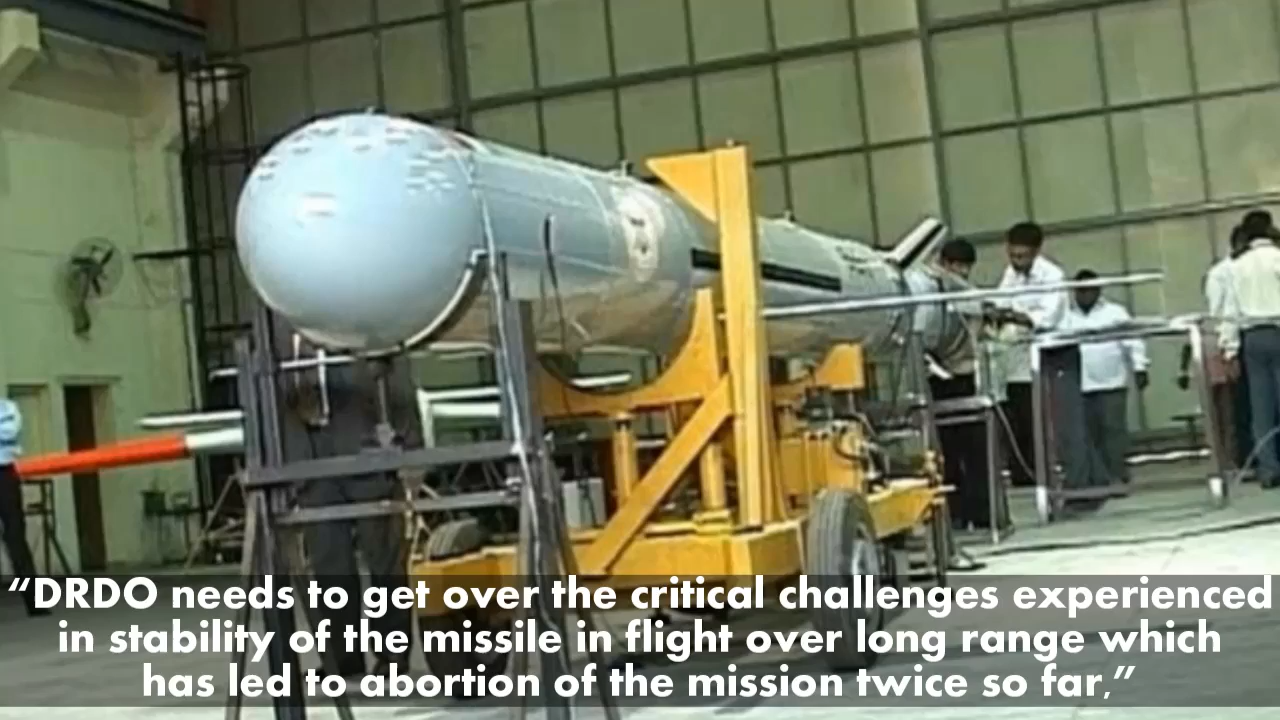 “DRDO needs to get over the critical challenges experienced
in stability of the missile in flight over long range which
has led to abortion of the mission twice so far,”